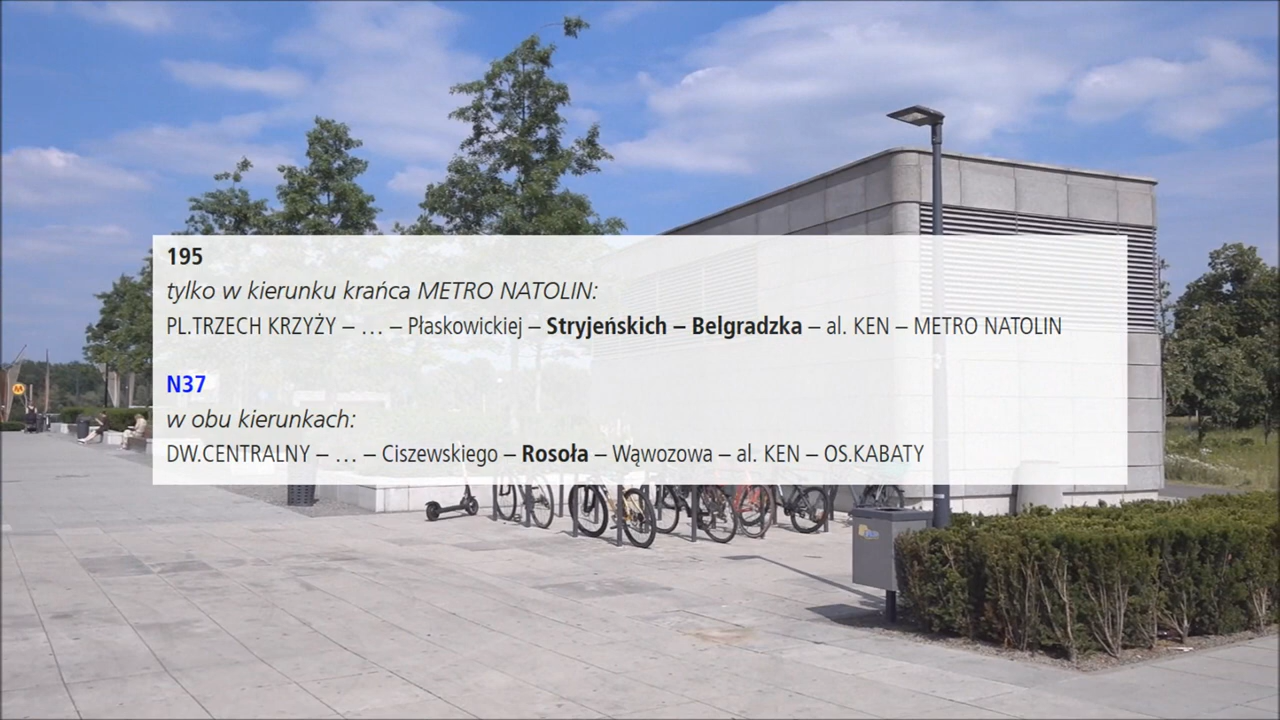 195
tylko w kierunku krańca METRO NATOLIN:
PL.TRZECH KRZYŻY – … – Płaskowickiej – Stryjeńskich – Belgradzka – al. KEN – METRO NATOLIN
N37
w obu kierunkach:
DW.CENTRALNY – … – Ciszewskiego – Rosoła – Wąwozowa – al. KEN – OS.KABATY